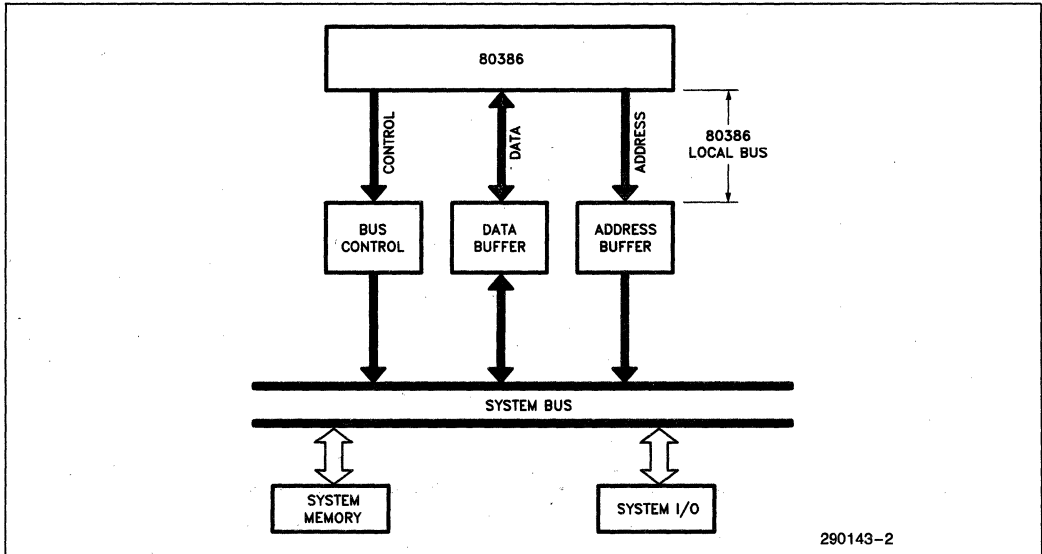 80386
CONTROL
DATA
ADDRESS
80386
LOCAL BUS
BUS
CONTROL
DATA
BUFFER
ADDRESS
BUFFER
SYSTEM BUS
SYSTEM
MEMORY
SYSTEM I/O
290143-2